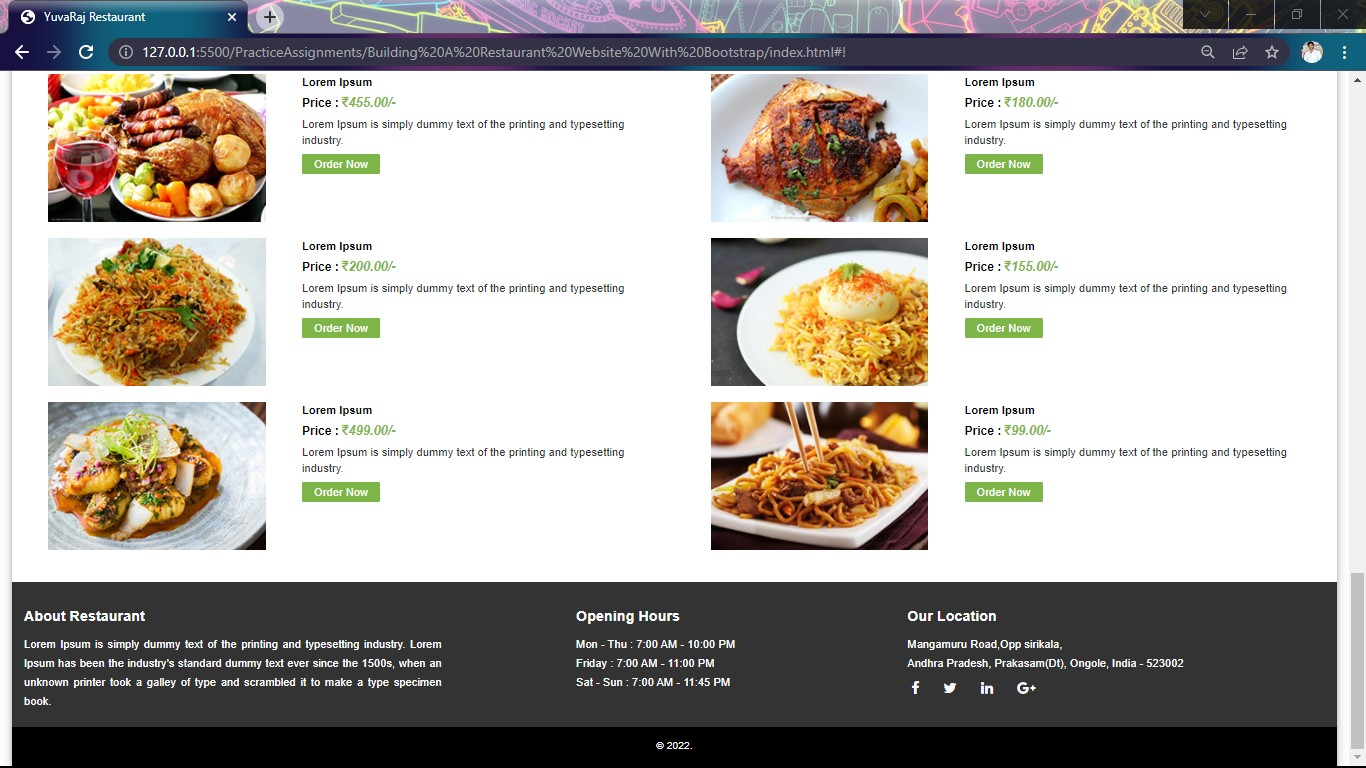 YuvaRaj Restaurant
127.0.0.1:5500/PracticeAssignments/Building%20A%20Restaurant%20Website%20With%20Bootstrap/index.html#!
Lorem Ipsum
Price : ₹455.00/-
Lorem Ipsum is simply dummy text of the printing and typesetting
industry.
Order Now
Lorem Ipsum
Price : ₹180.00/-
Lorem Ipsum is simply dummy text of the printing and typesetting
industry.
Order Now
Lorem Ipsum
Price : ₹200.00/-
Lorem Ipsum is simply dummy text of the printing and typesetting
industry.
Order Now
Lorem Ipsum
Price : ₹155.00/-
Lorem Ipsum is simply dummy text of the printing and typesetting
industry.
Order Now
Lorem Ipsum
Price : ₹499.00/-
Lorem Ipsum is simply dummy text of the printing and typesetting
industry.
Order Now
Lorem Ipsum
Price : ₹99.00/-
Lorem Ipsum is simply dummy text of the printing and typesetting
industry.
Order Now
About Restaurant
Lorem Ipsum is simply dummy text of the printing and typesetting industry. Lorem
Ipsum has been the industry's standard dummy text ever since the 1500s, when an
unknown printer took a galley of type and scrambled it to make a type specimen
book.
Opening Hours
Mon - Thu : 7:00 AM - 10:00 PM
Friday : 7:00 AM - 11:00 PM
Sat - Sun : 7:00 AM - 11:45 PM
Our Location
Mangamuru Road,Opp sirikala,
Andhra Pradesh, Prakasam(Dt), Ongole, India - 523002
© 2022.